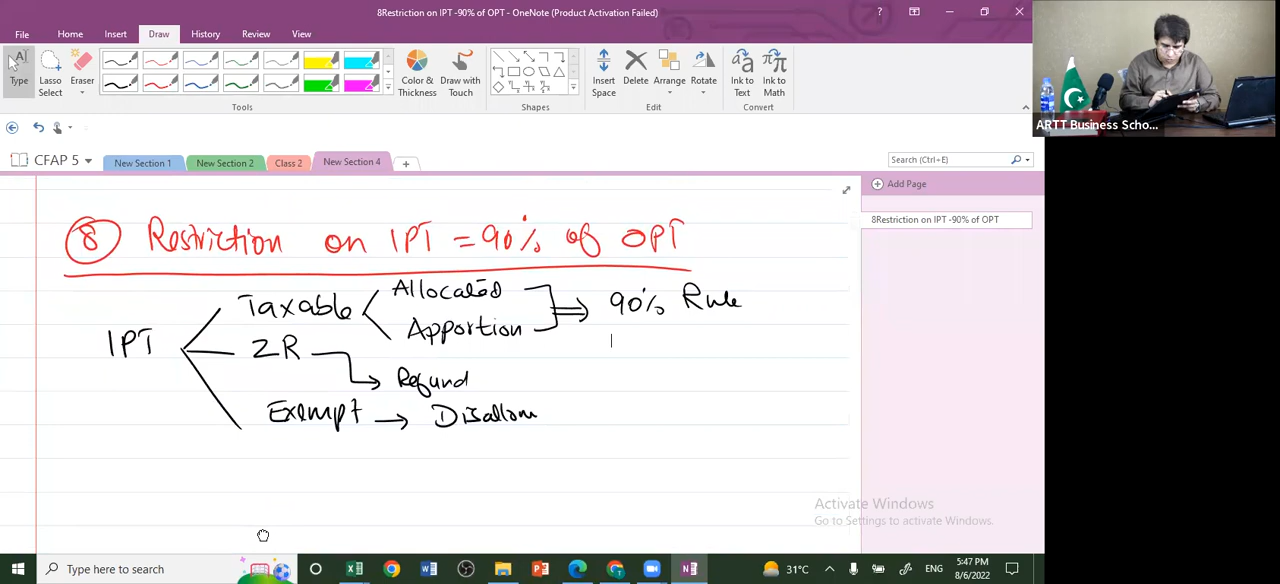 8Restriction on IPT -90% of OPT - OneNote (Product Activation Failed)
File Home Insert Draw History Review View
Type Lasso Select Eraser Color & Thickness Draw with Touch Insert Space Delete Arrange Rotate Ink to Text Ink to Math
Tools Shapes Edit Convert
ARTT Business Scho...
CFAP 5 New Section 1 New Section 2 Class 2 New Section 4
Search (Ctrl+E)
Add Page
8Restriction on IPT -90% of OPT
8 Restriction on IPT = 90% of OPT
Allocated
Taxable 90% Rule
Apportion
IPT
ZR
Refund
Exempt → Disallow
Activate Windows
Go to Settings to activate Windows.
Type here to search
31°C ENG 5:47 PM
8/6/2022